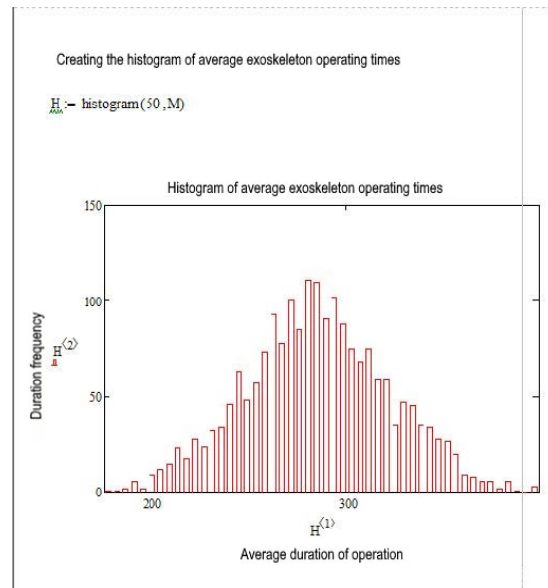 Creating the histogram of average exoskeleton operating times
H := histogram(50,M)
Histogram of average exoskeleton operating times
150
100
50
0
Duration frequency
H⟨2⟩
200
300
H⟨1⟩
Average duration of operation